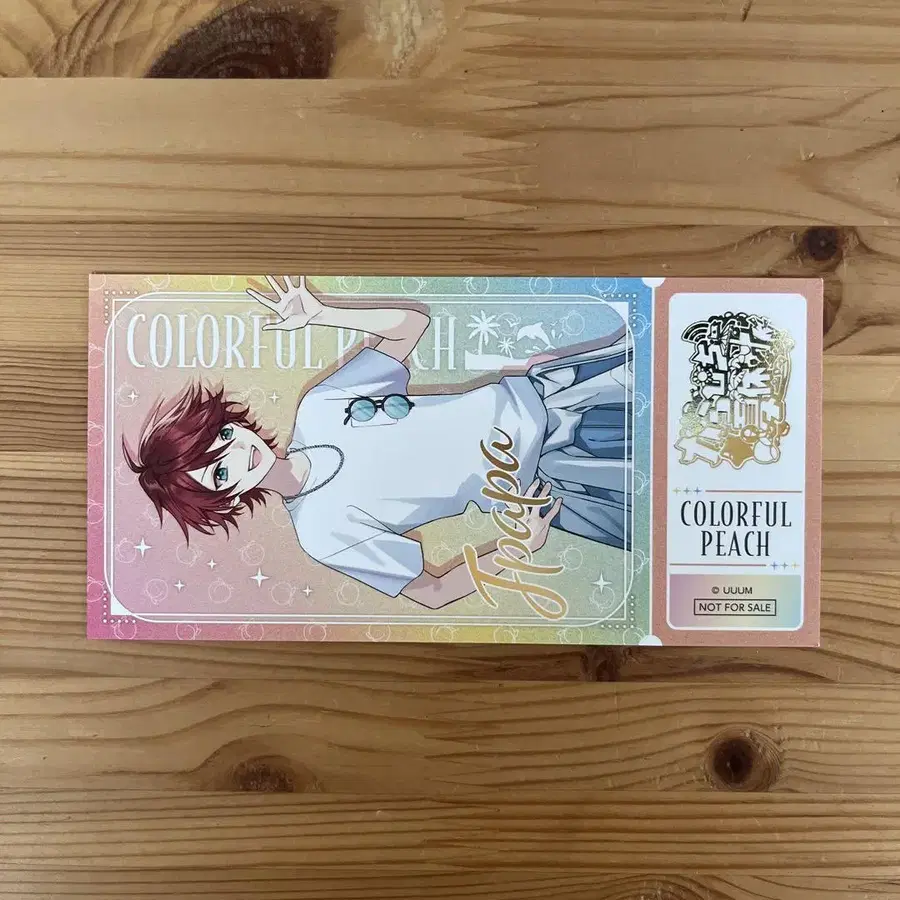 COLORFUL PEACH
Jpapa
COLORFUL
PEACH
© UUUM
NOT FOR SALE